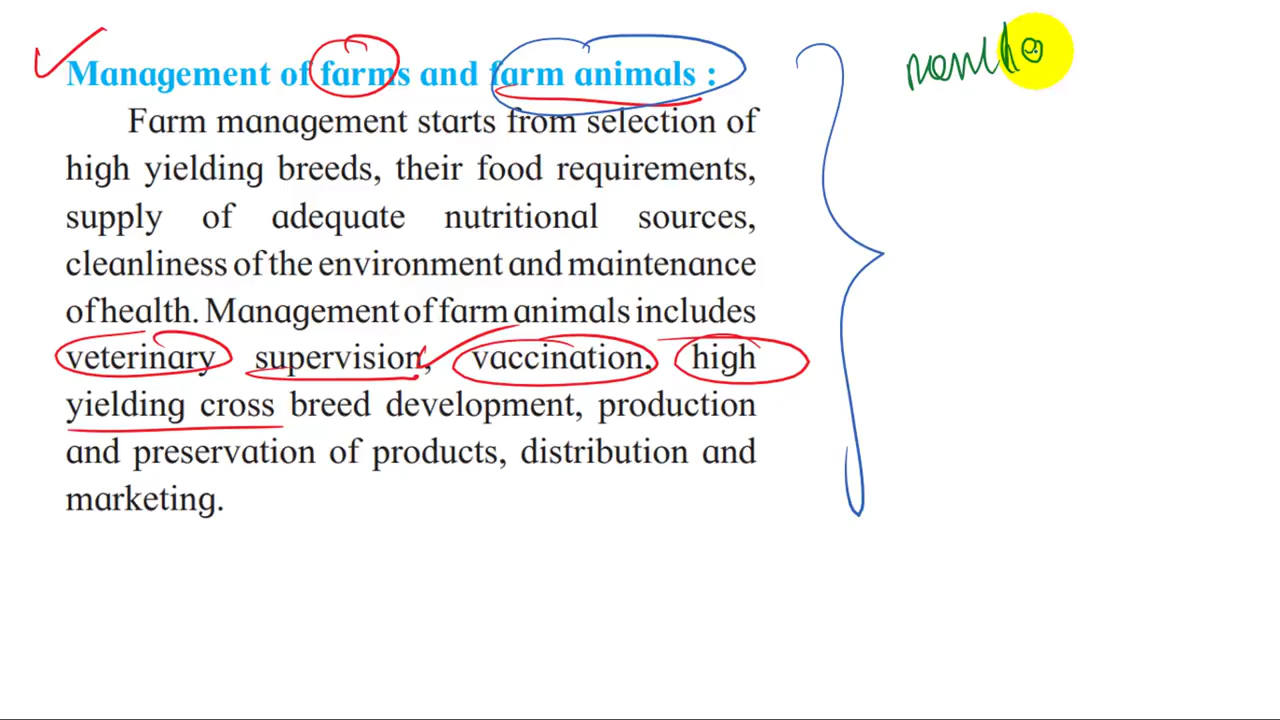 Management of farms and farm animals :
Farm management starts from selection of
high yielding breeds, their food requirements,
supply of adequate nutritional sources,
cleanliness of the environment and maintenance
of health. Management of farm animals includes
veterinary supervision, vaccination, high
yielding cross breed development, production
and preservation of products, distribution and
marketing.